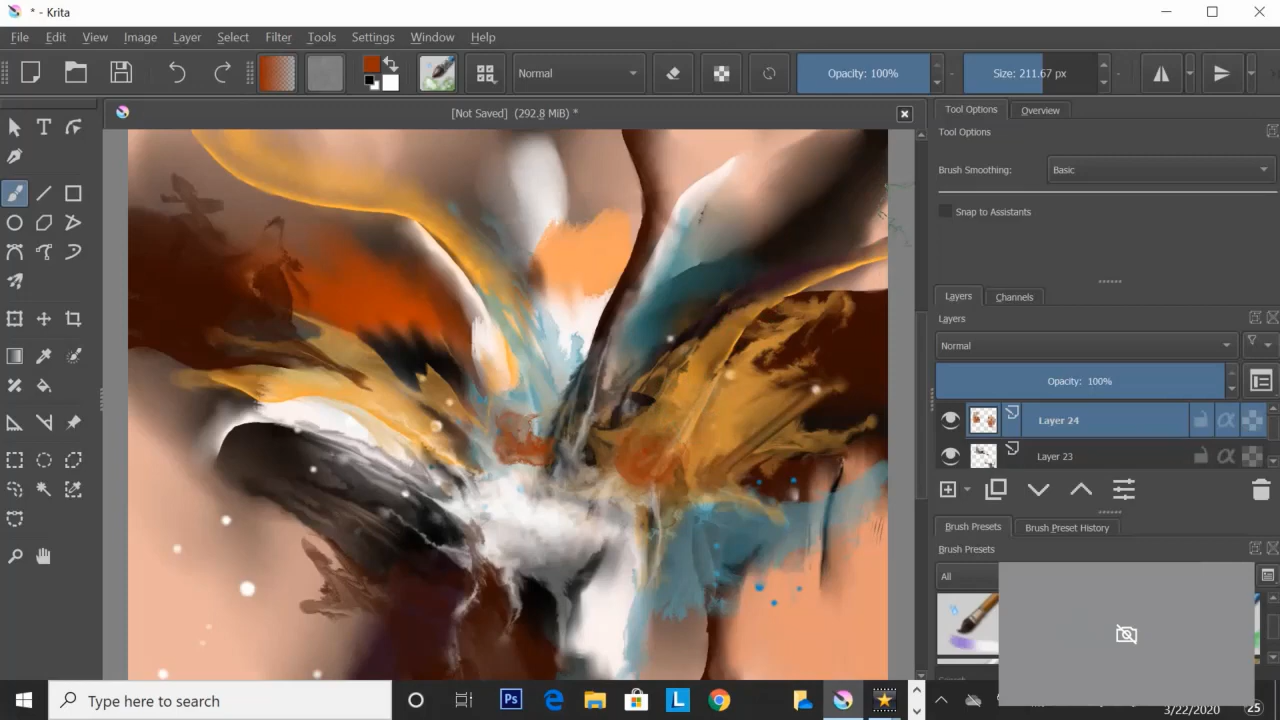 * - Krita
File Edit View Image Layer Select Filter Tools Settings Window Help
Normal Opacity: 100% Size: 211.67 px
[Not Saved] (292.8 MiB) *
Tool Options Overview
Tool Options
Brush Smoothing: Basic
Snap to Assistants
Layers Channels
Layers
Normal
Opacity: 100%
Layer 24
Layer 23
Brush Presets Brush Preset History
Brush Presets
All
Type here to search
Ps
L
3/22/2020
25